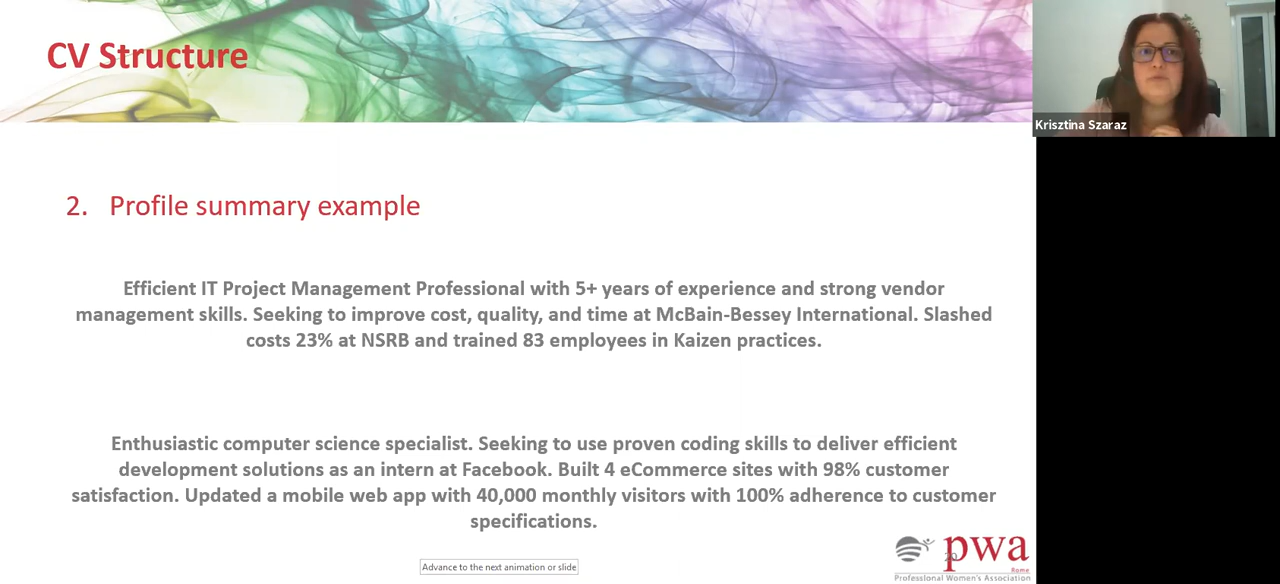 CV Structure
Krisztina Szaraz
2. Profile summary example
Efficient IT Project Management Professional with 5+ years of experience and strong vendor
management skills. Seeking to improve cost, quality, and time at McBain-Bessey International. Slashed
costs 23% at NSRB and trained 83 employees in Kaizen practices.
Enthusiastic computer science specialist. Seeking to use proven coding skills to deliver efficient
development solutions as an intern at Facebook. Built 4 eCommerce sites with 98% customer
satisfaction. Updated a mobile web app with 40,000 monthly visitors with 100% adherence to customer
specifications.
Advance to the next animation or slide
pwa
Rome
Professional Women's Association